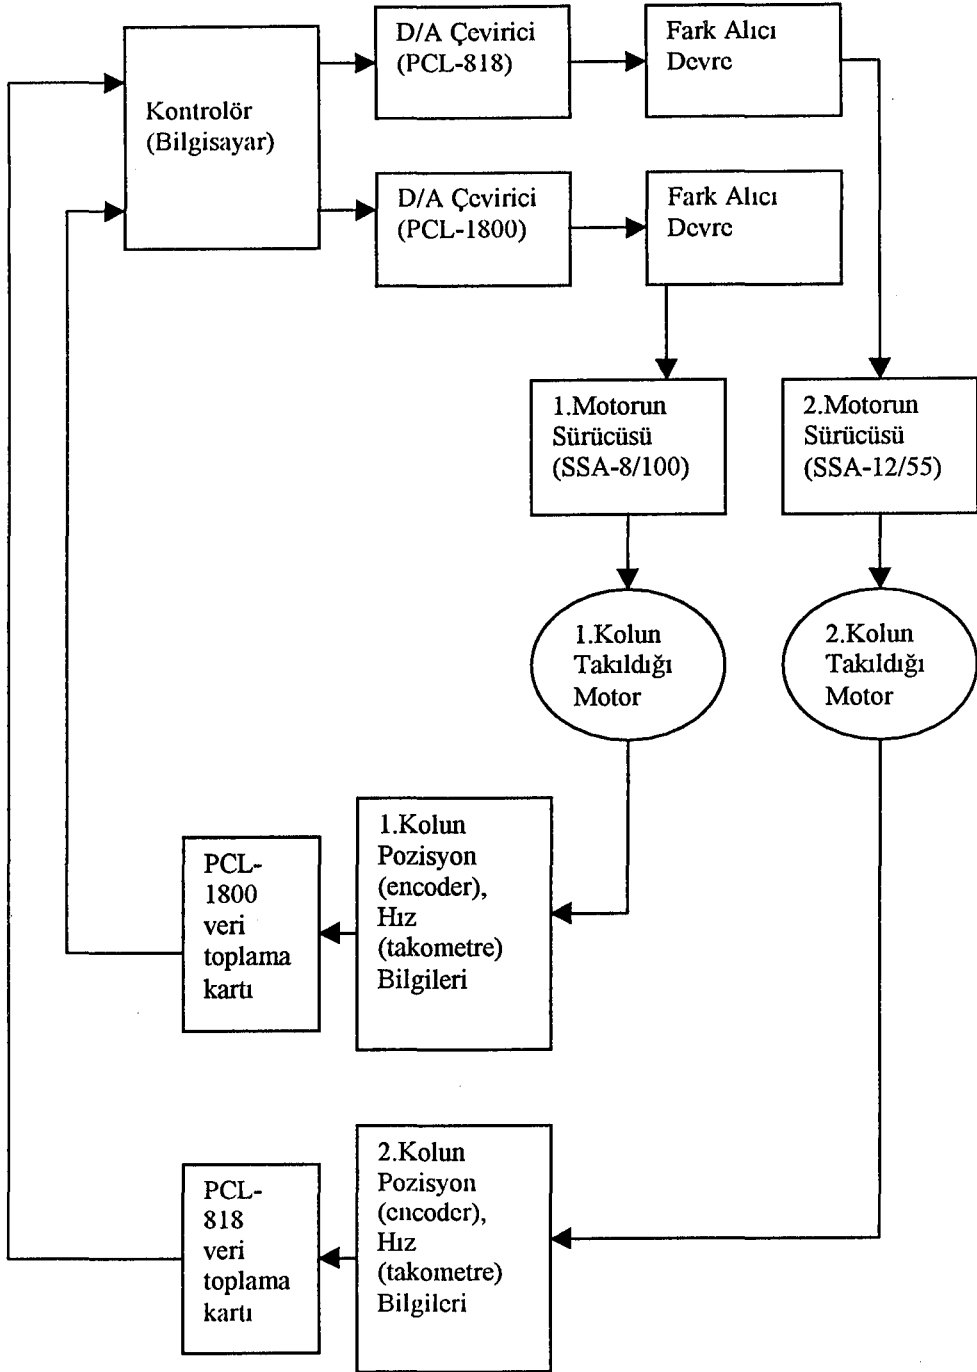 D/A Çevirici
(PCL-818)
Fark Alıcı
Devre
Kontrolör
(Bilgisayar)
D/A Çevirici
(PCL-1800)
Fark Alıcı
Devre
1.Motorun
Sürücüsü
(SSA-8/100)
2.Motorun
Sürücüsü
(SSA-12/55)
1.Kolun
Takıldığı
Motor
2.Kolun
Takıldığı
Motor
1.Kolun
Pozisyon
(encoder),
Hız
(takometre)
Bilgileri
PCL-
1800
veri
toplama
kartı
2.Kolun
Pozisyon
(encoder),
Hız
(takometre)
Bilgileri
PCL-
818
veri
toplama
kartı